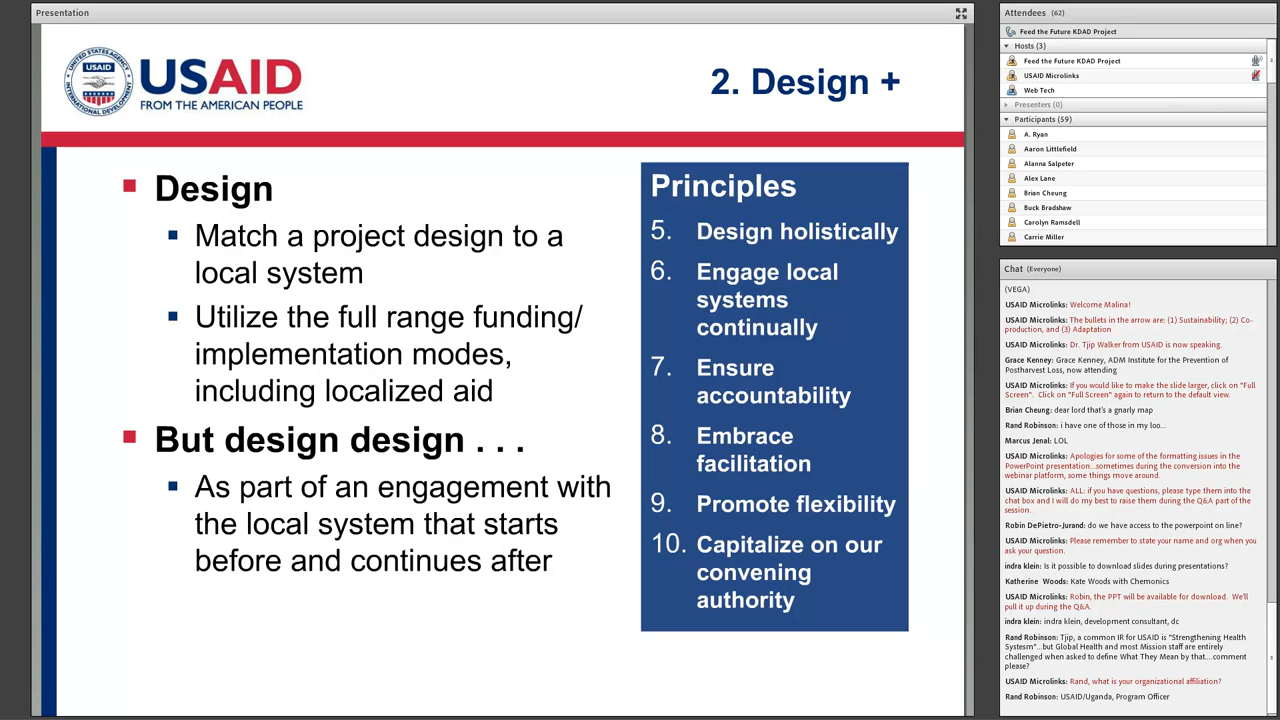 Presentation
UNITED STATES AGENCY
USAID
INTERNATIONAL DEVELOPMENT
USAID
FROM THE AMERICAN PEOPLE
2. Design +
Design
Match a project design to a
local system
Utilize the full range funding/
implementation modes,
including localized aid
But design design . . .
As part of an engagement with
the local system that starts
before and continues after
Principles
5. Design holistically
6. Engage local
systems
continually
7. Ensure
accountability
8. Embrace
facilitation
9. Promote flexibility
10. Capitalize on our
convening
authority
Attendees (62)
Feed the Future KDAD Project
Hosts (3)
Feed the Future KDAD Project
USAID Microlinks
Web Tech
Presenters (0)
Participants (59)
A. Ryan
Aaron Littlefield
Alanna Salpeter
Alex Lane
Brian Cheung
Buck Bradshaw
Carolyn Ramsdell
Carrie Miller
Chat (Everyone)
(VEGA)
USAID Microlinks: Welcome Malina!
USAID Microlinks: The bullets in the arrow are: (1) Sustainability; (2) Co-
production, and (3) Adaptation
USAID Microlinks: Dr. Tjip Walker from USAID is now speaking.
Grace Kenney: Grace Kenney, ADM Institute for the Prevention of
Postharvest Loss, now attending
USAID Microlinks: If you would like to make the slide larger, click on "Full
Screen". Click on "Full Screen" again to return to the default view.
Brian Cheung: dear lord that's a gnarly map
Rand Robinson: i have one of those in my loo...
Marcus Jenal: LOL
USAID Microlinks: Apologies for some of the formatting issues in the
PowerPoint presentation...sometimes during the conversion into the
webinar platform, some things move around.
USAID Microlinks: ALL: if you have questions, please type them into the
chat box and I will do my best to raise them during the Q&A part of the
session.
Robin DePietro-Jurand: do we have access to the powerpoint on line?
USAID Microlinks: Please remember to state your name and org when you
ask your question.
indra klein: Is it possible to download slides during presentations?
Katherine Woods: Kate Woods with Chemonics
USAID Microlinks: Robin, the PPT will be available for download. We'll
pull it up during the Q&A.
indra klein: indra klein, development consultant, dc
Rand Robinson: Tjip, a common IR for USAID is "Strengthening Health
Systesm"...but Global Health and most Mission staff are entirely
challenged when asked to define What They Mean by that....comment
please?
USAID Microlinks: Rand, what is your organizational affiliation?
Rand Robinson: USAID/Uganda, Program Officer